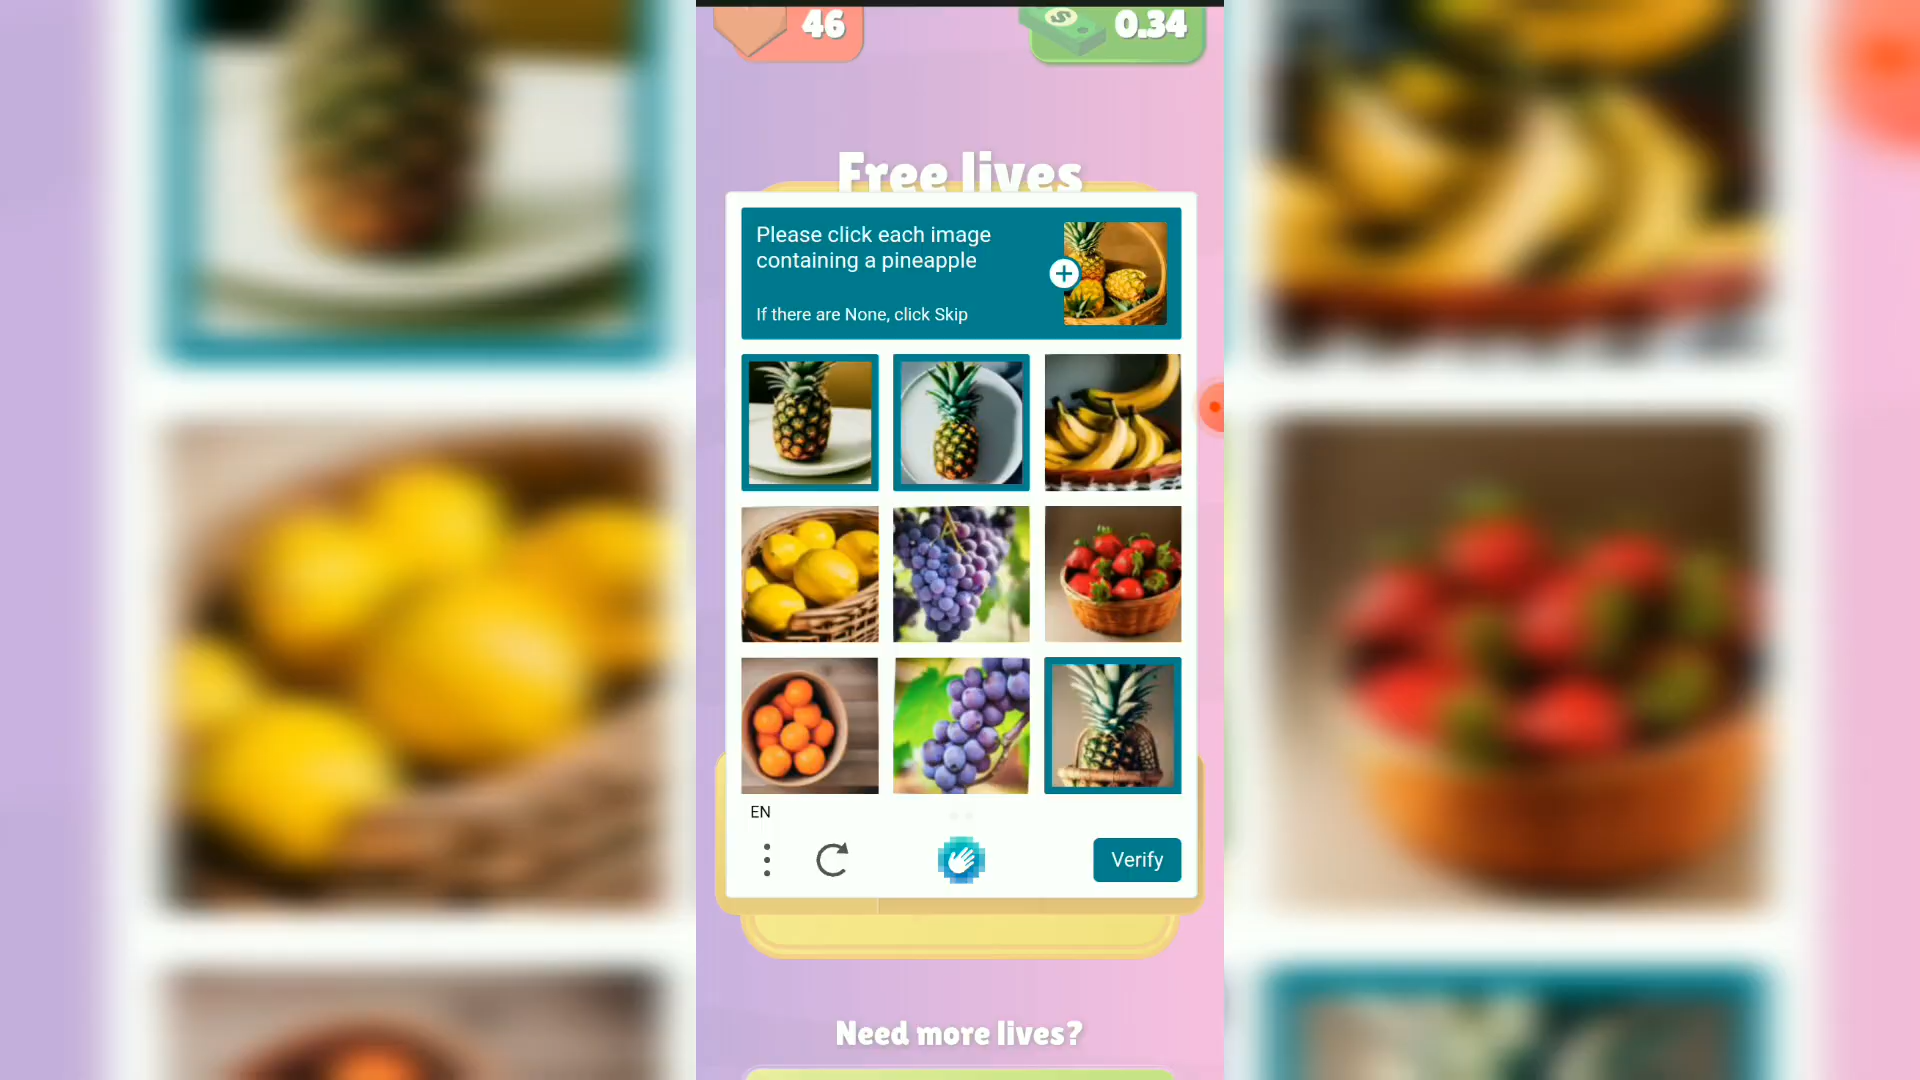 46
0.34
Free lives
Please click each image
containing a pineapple
If there are None, click Skip
EN
Verify
Need more lives?